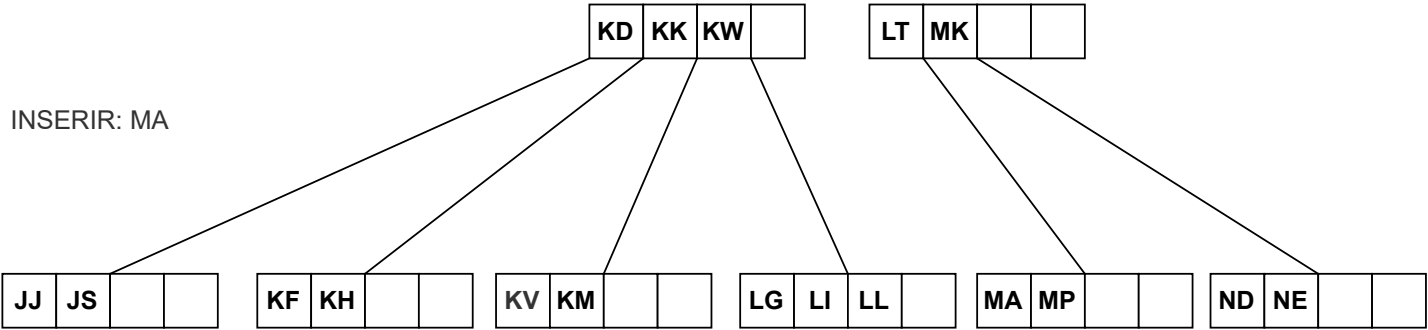 KD KK KW LT MK
INSERIR: MA
JJ JS KF KH KV KM LG LI LL MA MP ND NE